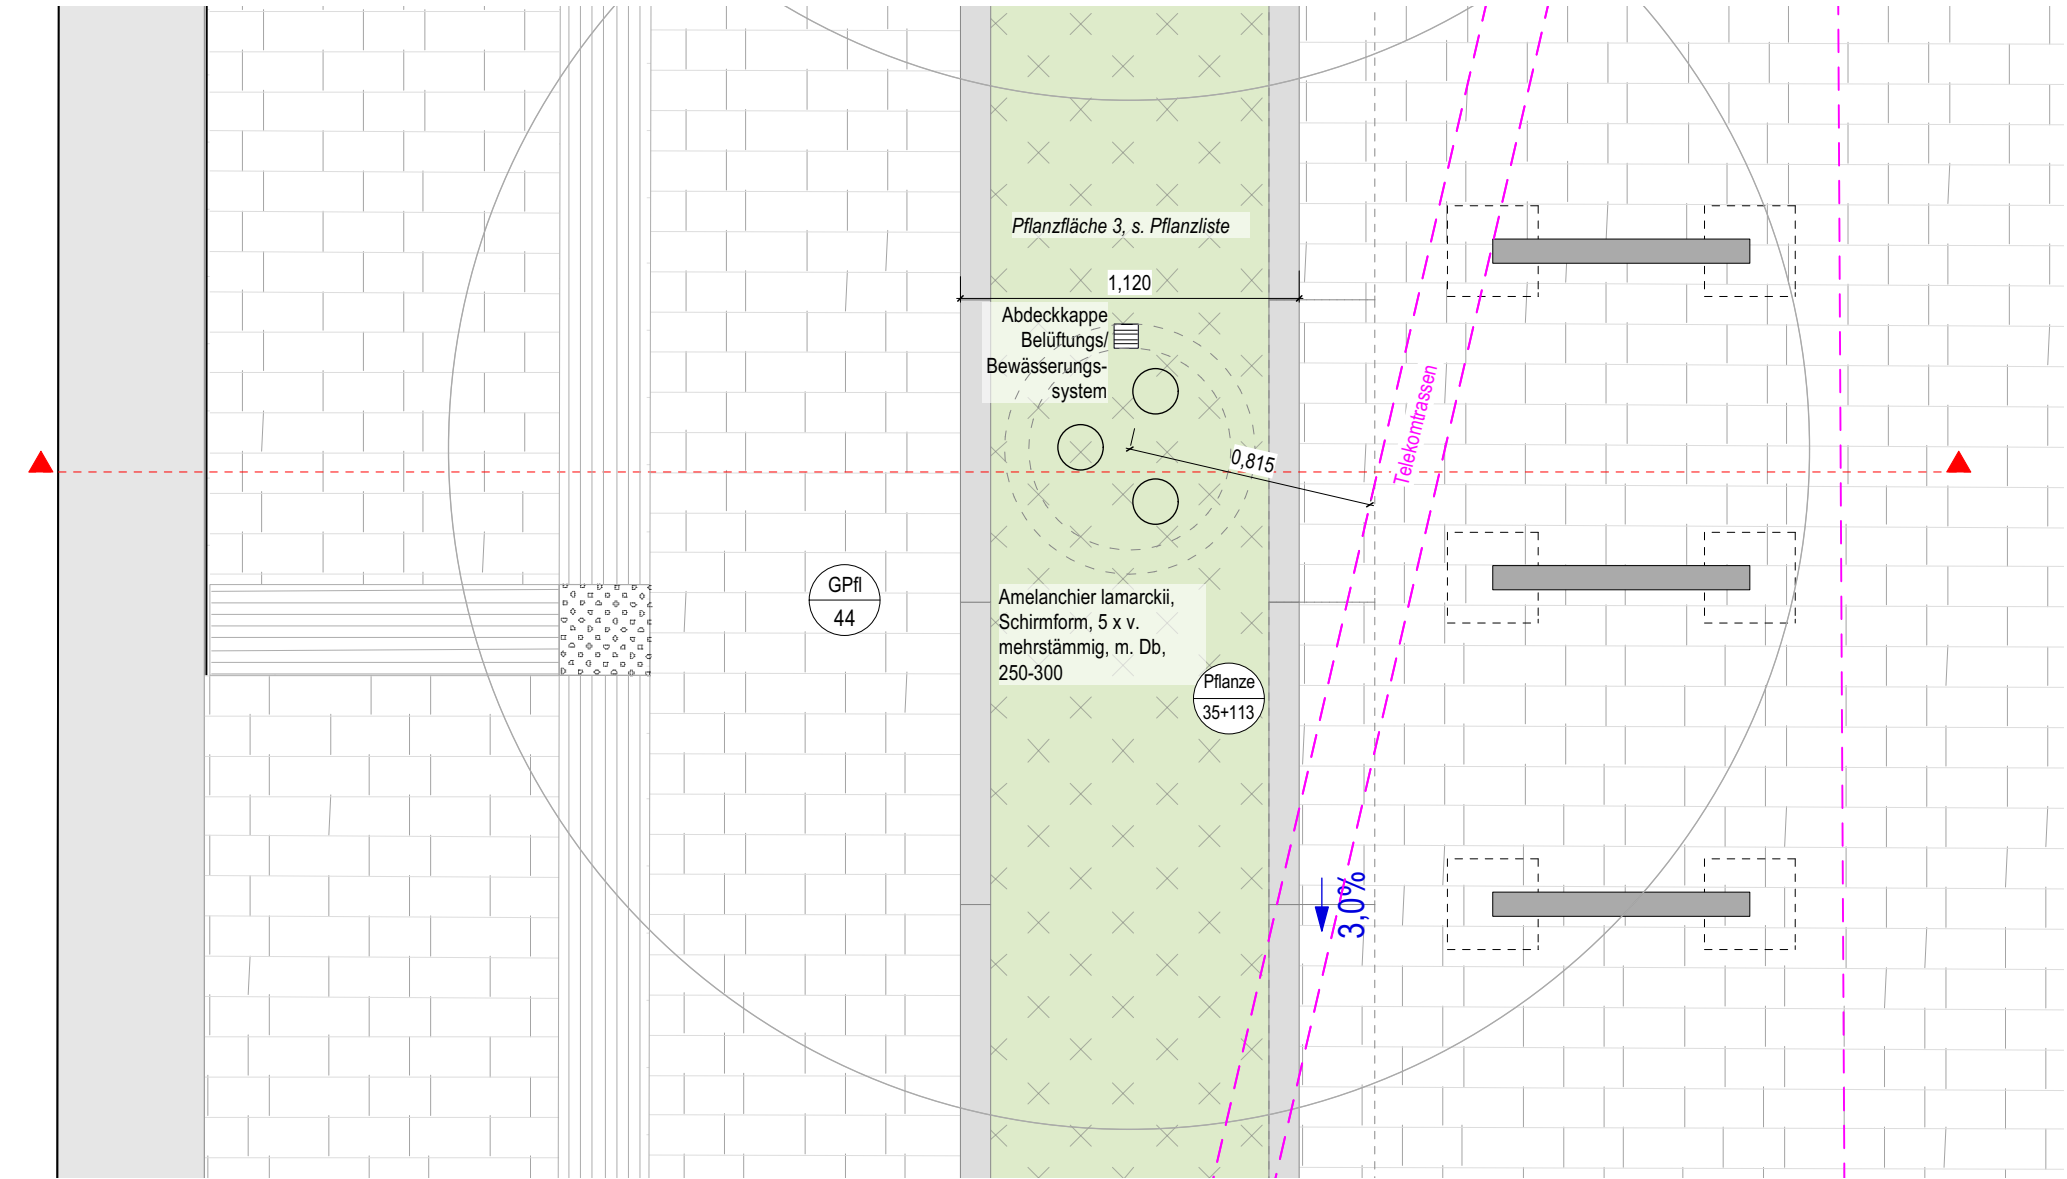 Pflanzfläche 3, s. Pflanzliste
1,120
Abdeckkappe
Belüftungs/
Bewässerungs-
system
Telekomtrassen
0,815
GPfl
44
Amelanchier lamarckii,
Schirmform, 5 x v.
mehrstämmig, m. Db,
250-300
Pflanze
35+113
3,0%